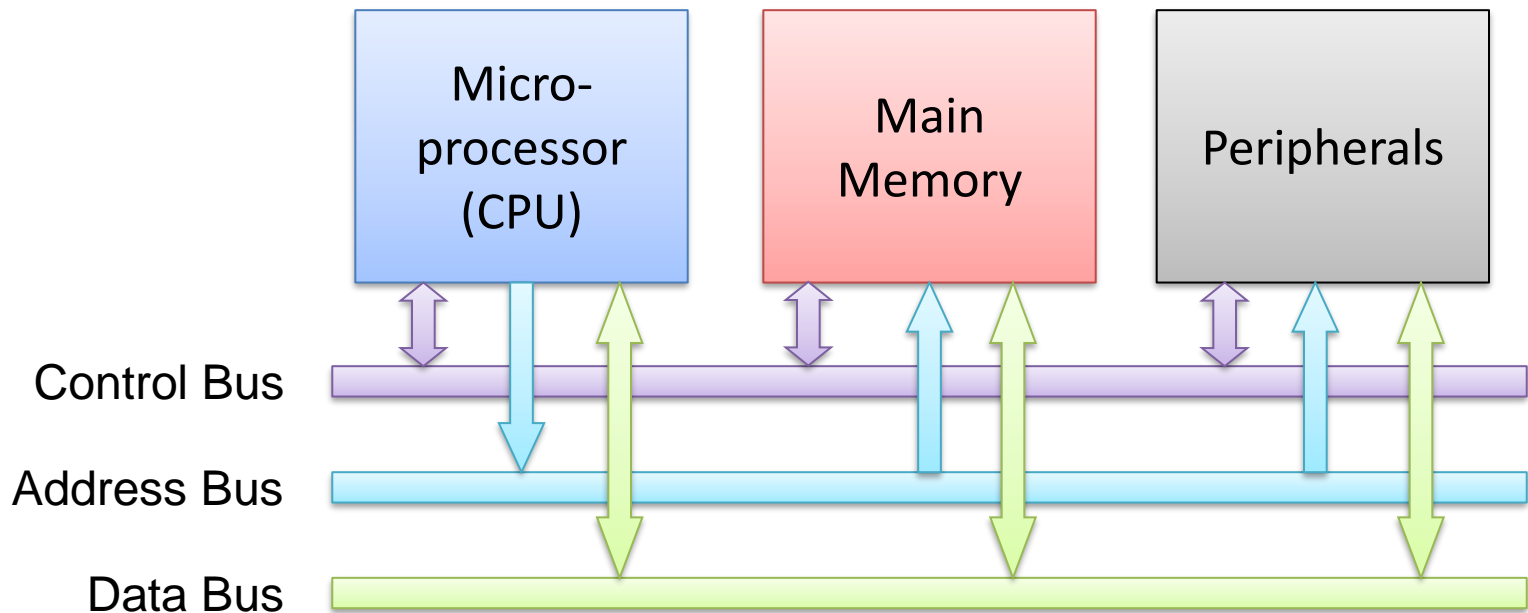 Micro-
processor
(CPU)
Main
Memory
Peripherals
Control Bus
Address Bus
Data Bus